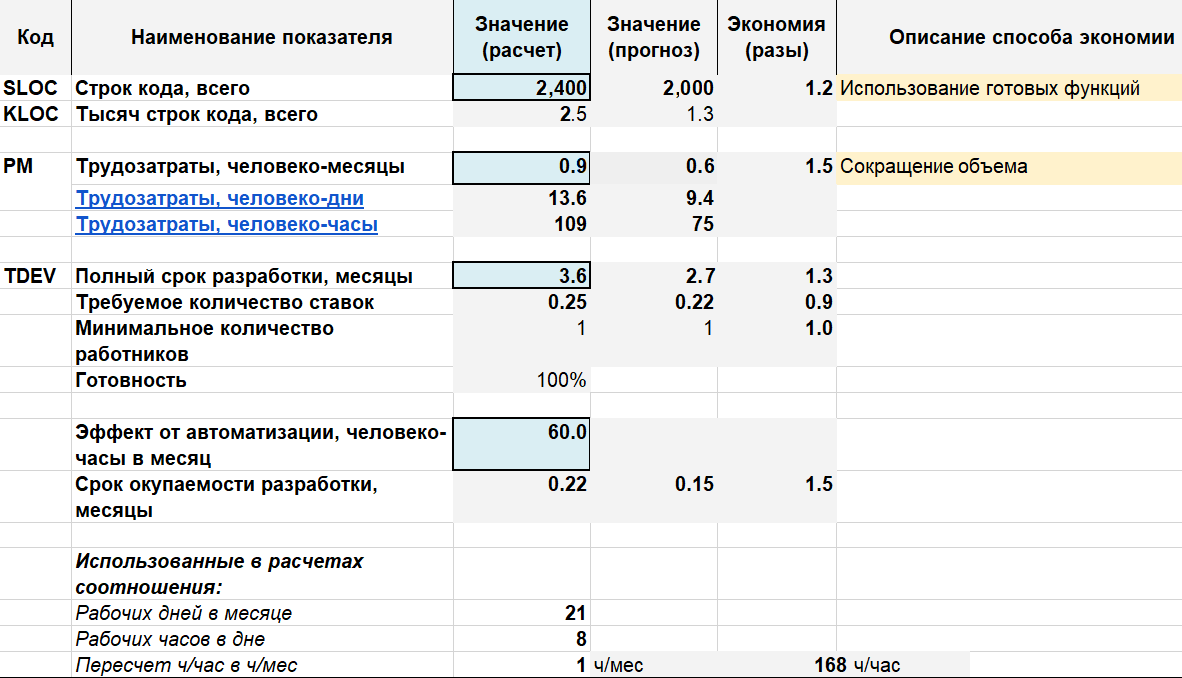 Код Наименование показателя Значение (расчет) Значение (прогноз) Экономия (разы) Описание способа экономии
SLOC Строк кода, всего 2,400 2,000 1.2 Использование готовых функций
KLOC Тысяч строк кода, всего 2.5 1.3
PM Трудозатраты, человеко-месяцы 0.9 0.6 1.5 Сокращение объема
Трудозатраты, человеко-дни 13.6 9.4
Трудозатраты, человеко-часы 109 75
TDEV Полный срок разработки, месяцы 3.6 2.7 1.3
Требуемое количество ставок 0.25 0.22 0.9
Минимальное количество 1 1 1.0
работников
Готовность 100%
Эффект от автоматизации, человеко- 60.0
часы в месяц
Срок окупаемости разработки, 0.22 0.15 1.5
месяцы
Использованные в расчетах
соотношения:
Рабочих дней в месяце 21
Рабочих часов в дне 8
Пересчет ч/час в ч/мес 1 ч/мес 168 ч/час